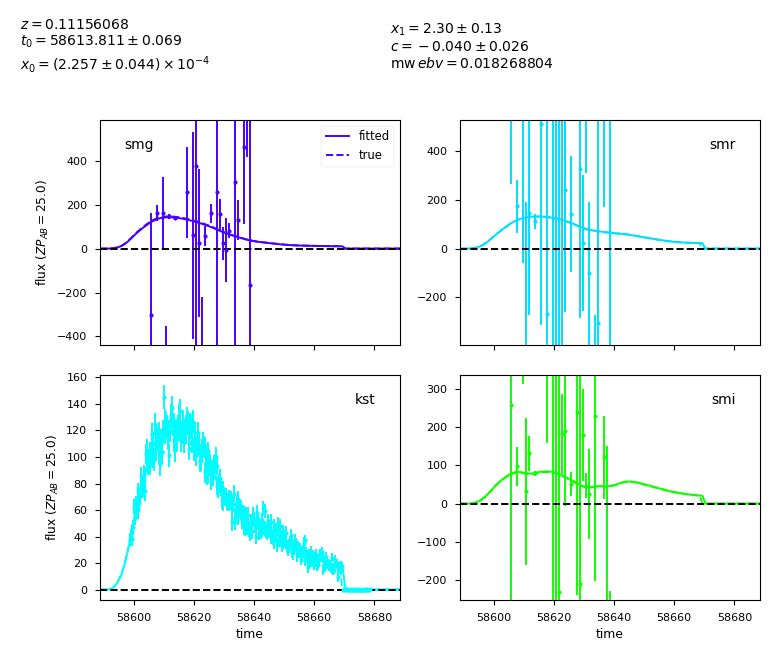 z = 0.11156068
t₀ = 58613.811 ± 0.069
x₀ = (2.257 ± 0.044) × 10⁻⁴
x₁ = 2.30 ± 0.13
c = −0.040 ± 0.026
mw ebv = 0.018268804
smg
fitted
true
400
200
0
−200
−400
flux (ZP_AB = 25.0)
smr
400
200
0
−200
kst
160
140
120
100
80
60
40
20
0
flux (ZP_AB = 25.0)
58600 58620 58640 58660 58680
time
smi
300
200
100
0
−100
−200
58600 58620 58640 58660 58680
time